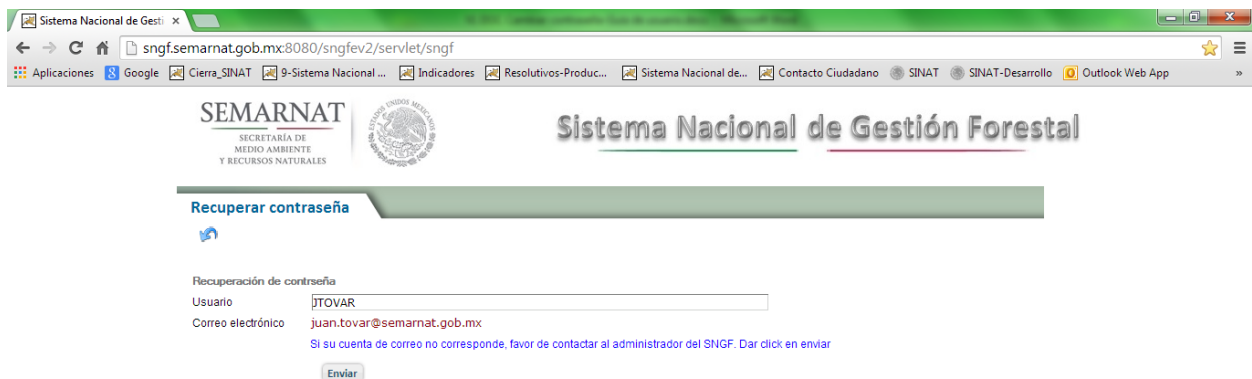 Sistema Nacional de Gesti
sngf.semarnat.gob.mx:8080/sngfev2/servlet/sngf
Aplicaciones Google Cierra_SINAT 9-Sistema Nacional ... Indicadores Resolutivos-Produc... Sistema Nacional de... Contacto Ciudadano SINAT SINAT-Desarrollo Outlook Web App »
SEMARNAT
SECRETARÍA DE
MEDIO AMBIENTE
Y RECURSOS NATURALES
ESTADOS UNIDOS MEXICANOS
Sistema Nacional de Gestión Forestal
Recuperar contraseña
Recuperación de contrseña
Usuario JTOVAR
Correo electrónico juan.tovar@semarnat.gob.mx
Si su cuenta de correo no corresponde, favor de contactar al administrador del SNGF. Dar click en enviar
Enviar